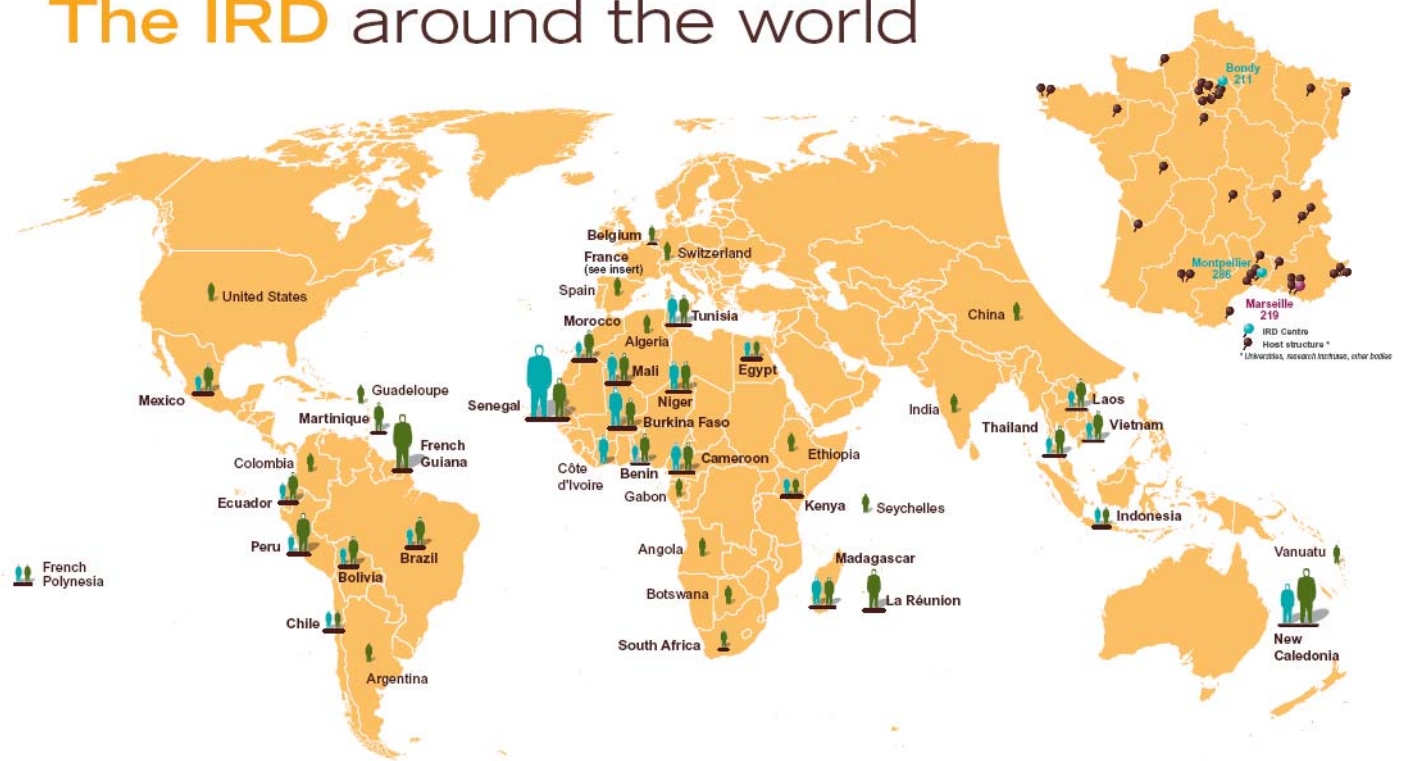 The IRD around the world
Bondy
211
Montpellier
286
Marseille
219
IRD Centre
Host structure *
* Universities, research institutes, other bodies
Belgium
Switzerland
France
(see insert)
Spain
United States
Tunisia
Morocco
Algeria
China
Mali
Egypt
Mexico
Guadeloupe
Niger
Senegal
Martinique
Burkina Faso
India
Laos
Thailand
Vietnam
French
Guiana
Colombia
Côte
d'Ivoire
Benin
Cameroon
Ethiopia
Gabon
Ecuador
Kenya
Seychelles
Indonesia
Peru
Brazil
Angola
Madagascar
Vanuatu
French
Polynesia
Bolivia
Botswana
La Réunion
Chile
South Africa
New
Caledonia
Argentina